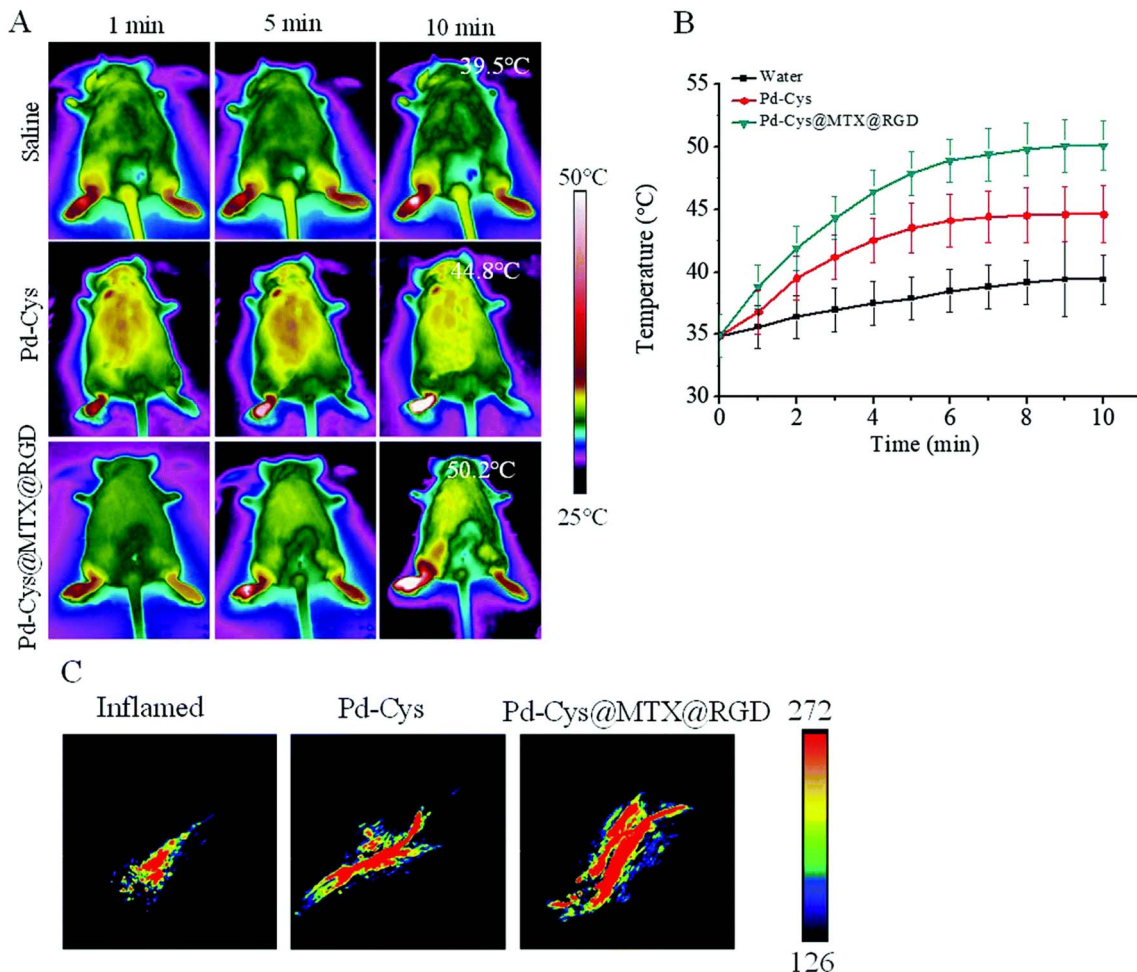 A
1 min
5 min
10 min
Saline
39.5°C
Pd-Cys
44.8°C
Pd-Cys@MTX@RGD
50.2°C
50°C
25°C
B
Water
Pd-Cys
Pd-Cys@MTX@RGD
Temperature (°C)
55
50
45
40
35
30
0
2
4
6
8
10
Time (min)
C
Inflamed
Pd-Cys
Pd-Cys@MTX@RGD
272
126